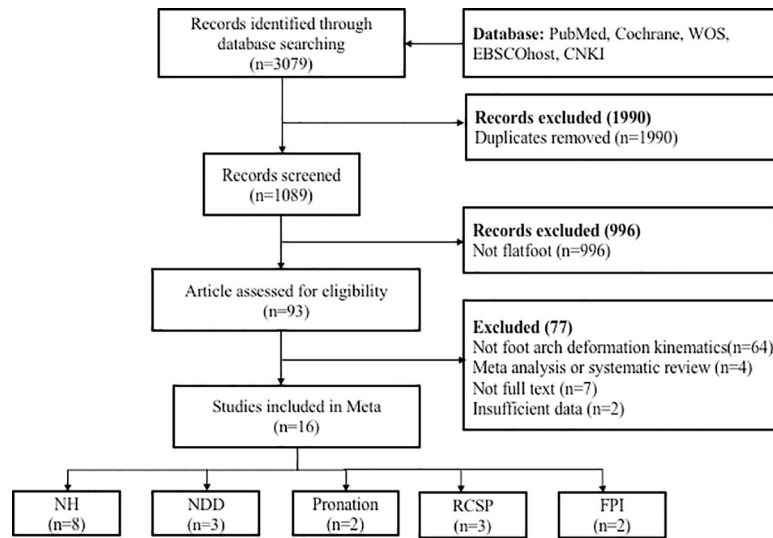 Records identified through
database searching
(n=3079)
Database: PubMed, Cochrane, WOS,
EBSCOhost, CNKI
Records excluded (1990)
Duplicates removed (n=1990)
Records screened
(n=1089)
Records excluded (996)
Not flatfoot (n=996)
Article assessed for eligibility
(n=93)
Excluded (77)
Not foot arch deformation kinematics(n=64)
Meta analysis or systematic review (n=4)
Not full text (n=7)
Insufficient data (n=2)
Studies included in Meta
(n=16)
NH
(n=8)
NDD
(n=3)
Pronation
(n=2)
RCSP
(n=3)
FPI
(n=2)